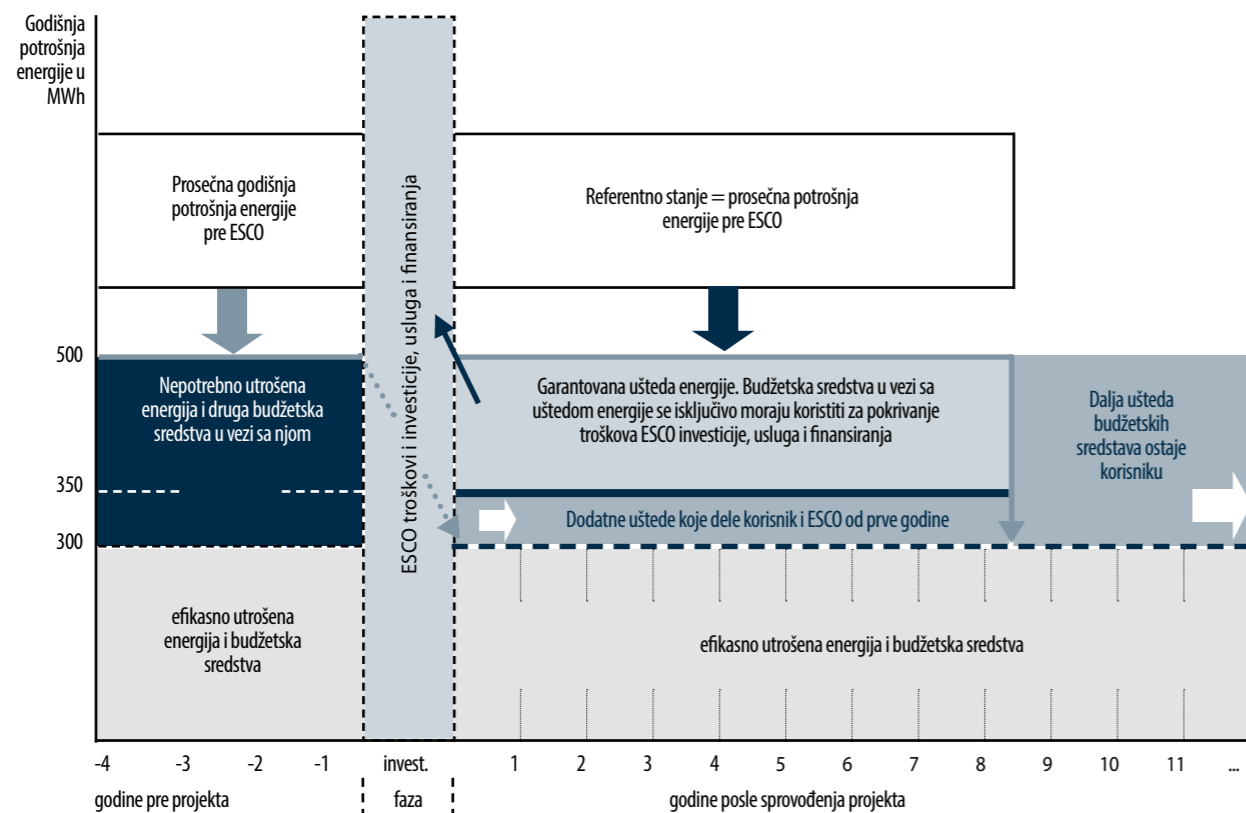 Godišnja
potrošnja
energije u
MWh
Prosečna godišnja
potrošnja energije
pre ESCO
Referentno stanje = prosečna potrošnja
energije pre ESCO
ESCO troškovi i investicije, usluga i finansiranja
500
Nepotrebno utrošena
energija i druga budžetska
sredstva u vezi sa njom
Garantovana ušteda energije. Budžetska sredstva u vezi sa
uštedom energije se isključivo moraju koristiti za pokrivanje
troškova ESCO investicije, usluga i finansiranja
Dalja ušteda
budžetskih
sredstava ostaje
korisniku
350
Dodatne uštede koje dele korisnik i ESCO od prve godine
300
efikasno utrošena
energija i budžetska
sredstva
efikasno utrošena energija i budžetska sredstva
-4 -3 -2 -1 invest. 1 2 3 4 5 6 7 8 9 10 11 ...
godine pre projekta faza godine posle sprovođenja projekta